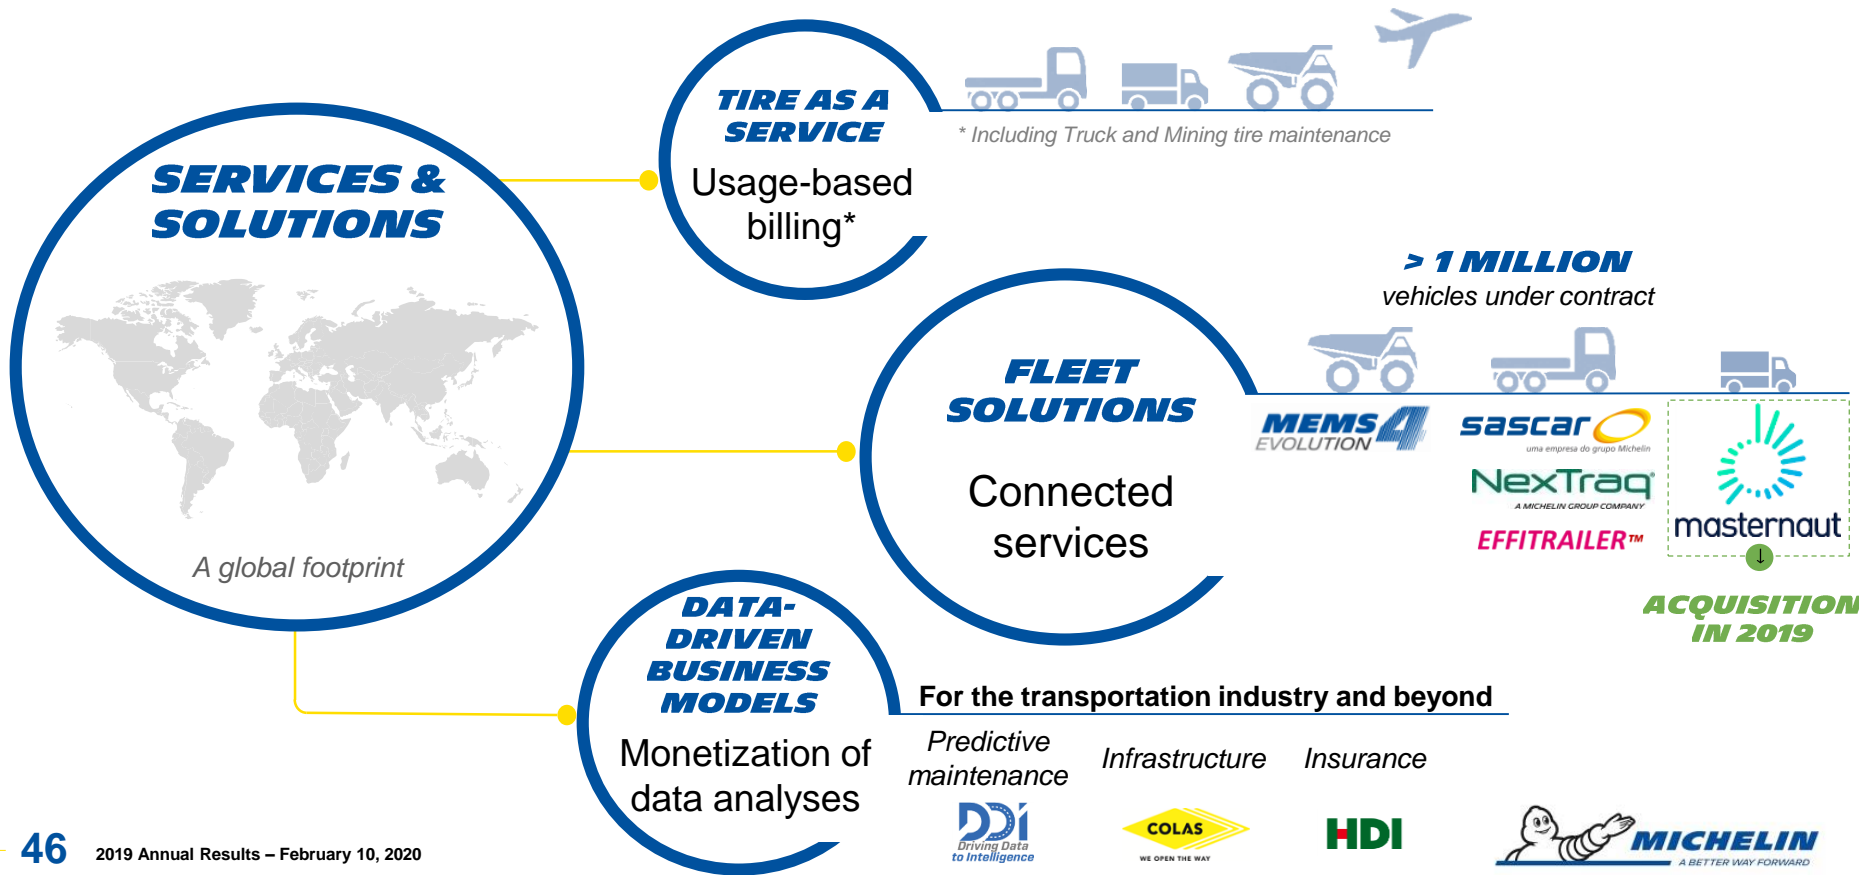 TIRE AS A
SERVICE
Usage-based
billing*
* Including Truck and Mining tire maintenance
SERVICES &
SOLUTIONS
A global footprint
> 1 MILLION
vehicles under contract
FLEET
SOLUTIONS
Connected
services
MEMS 4
EVOLUTION
sascar
uma empresa do grupo Michelin
NexTraq®
A MICHELIN GROUP COMPANY
EFFITRAILER™
masternaut
↓
ACQUISITION
IN 2019
DATA-
DRIVEN
BUSINESS
MODELS
Monetization of
data analyses
For the transportation industry and beyond
Predictive
maintenance
Infrastructure
Insurance
DDi
Driving Data
to Intelligence
COLAS
WE OPEN THE WAY
HDI
46
2019 Annual Results – February 10, 2020
MICHELIN
A BETTER WAY FORWARD